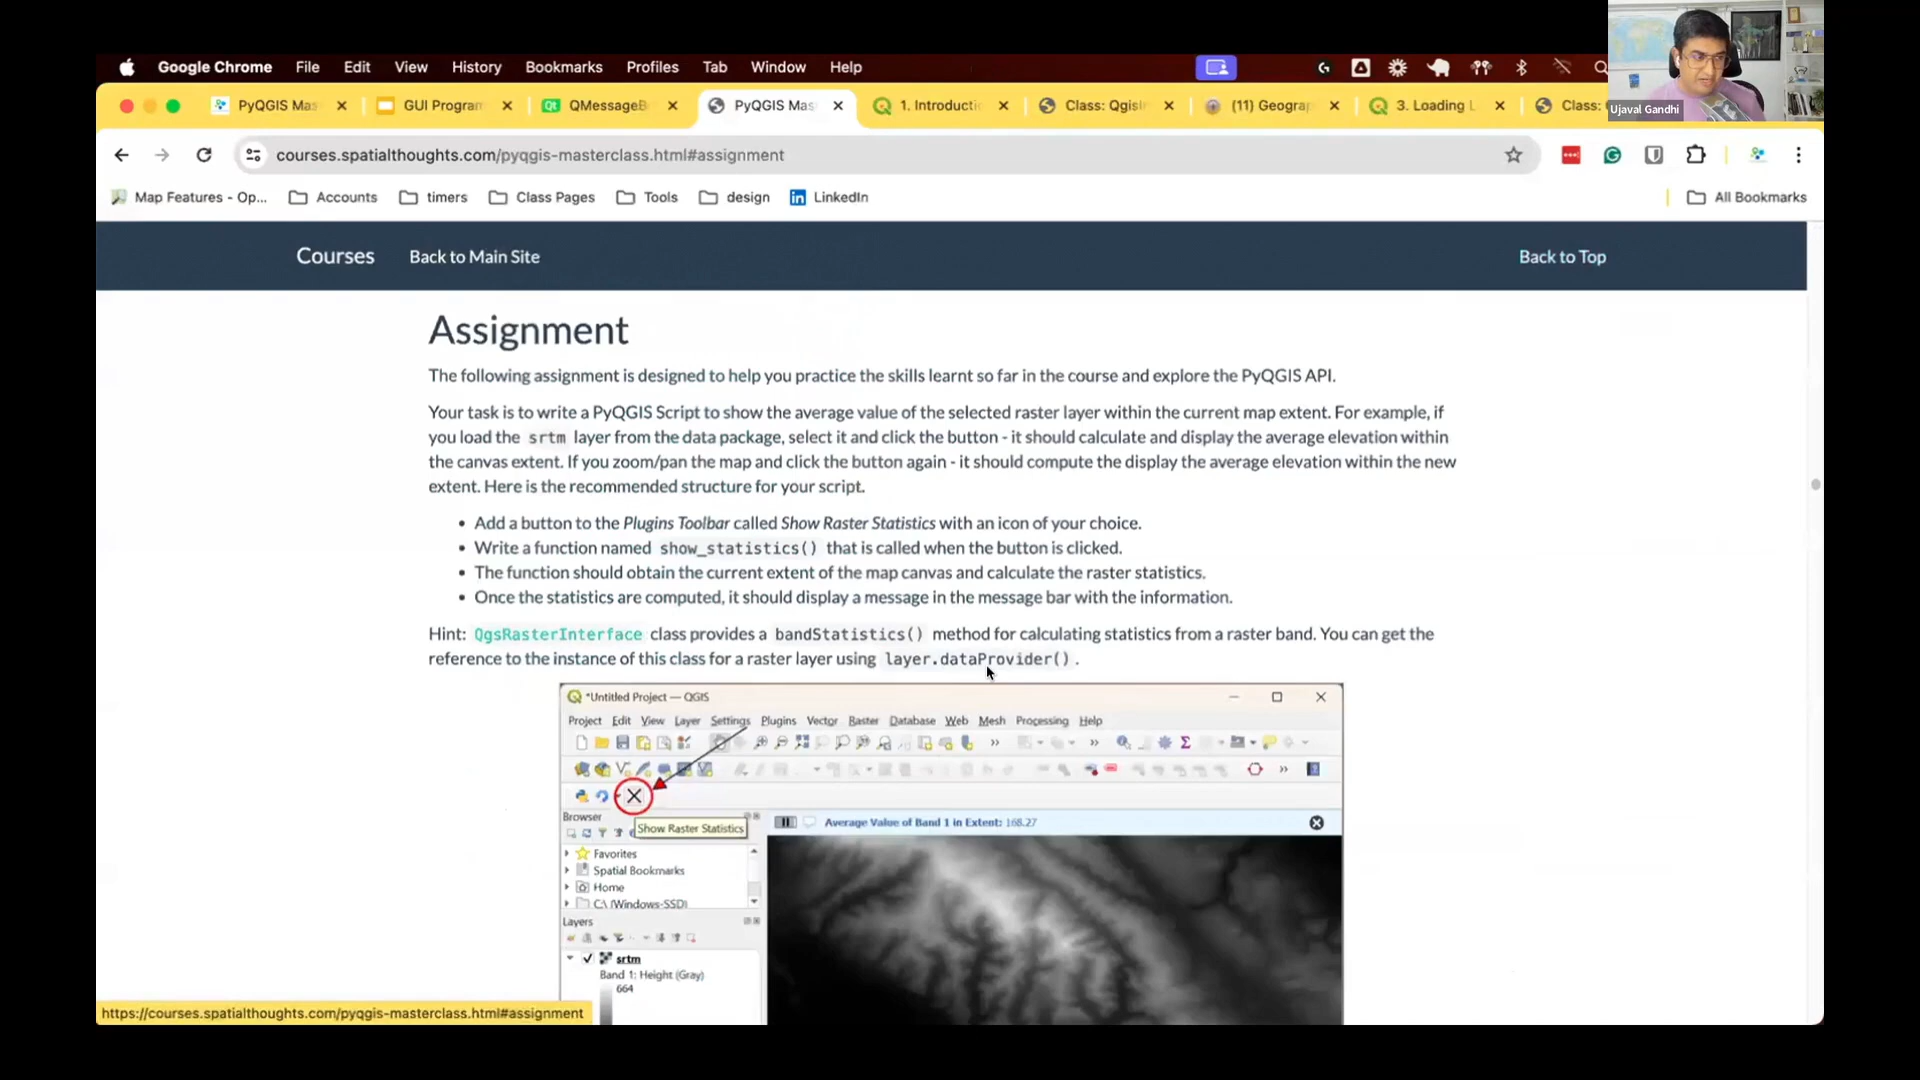 Google Chrome File Edit View History Bookmarks Profiles Tab Window Help
Ujaval Gandhi
PyQGIS Mas GUI Program QMessageB PyQGIS Mas 1. Introducti Class: QgisIn (11) Geograp 3. Loading L Class:
courses.spatialthoughts.com/pyqgis-masterclass.html#assignment
Map Features - Op... Accounts timers Class Pages Tools design LinkedIn All Bookmarks
Courses Back to Main Site Back to Top
Assignment
The following assignment is designed to help you practice the skills learnt so far in the course and explore the PyQGIS API.
Your task is to write a PyQGIS Script to show the average value of the selected raster layer within the current map extent. For example, if
you load the srtm layer from the data package, select it and click the button - it should calculate and display the average elevation within
the canvas extent. If you zoom/pan the map and click the button again - it should compute the display the average elevation within the new
extent. Here is the recommended structure for your script.
• Add a button to the Plugins Toolbar called Show Raster Statistics with an icon of your choice.
• Write a function named show_statistics() that is called when the button is clicked.
• The function should obtain the current extent of the map canvas and calculate the raster statistics.
• Once the statistics are computed, it should display a message in the message bar with the information.
Hint: QgsRasterInterface class provides a bandStatistics() method for calculating statistics from a raster band. You can get the
reference to the instance of this class for a raster layer using layer.dataProvider() .
*Untitled Project — QGIS
Project Edit View Layer Settings Plugins Vector Raster Database Web Mesh Processing Help
Browser
Show Raster Statistics
Average Value of Band 1 in Extent: 168.27
Favorites
Spatial Bookmarks
Home
C:\ (Windows-SSD)
Layers
srtm
Band 1: Height (Gray)
664
https://courses.spatialthoughts.com/pyqgis-masterclass.html#assignment